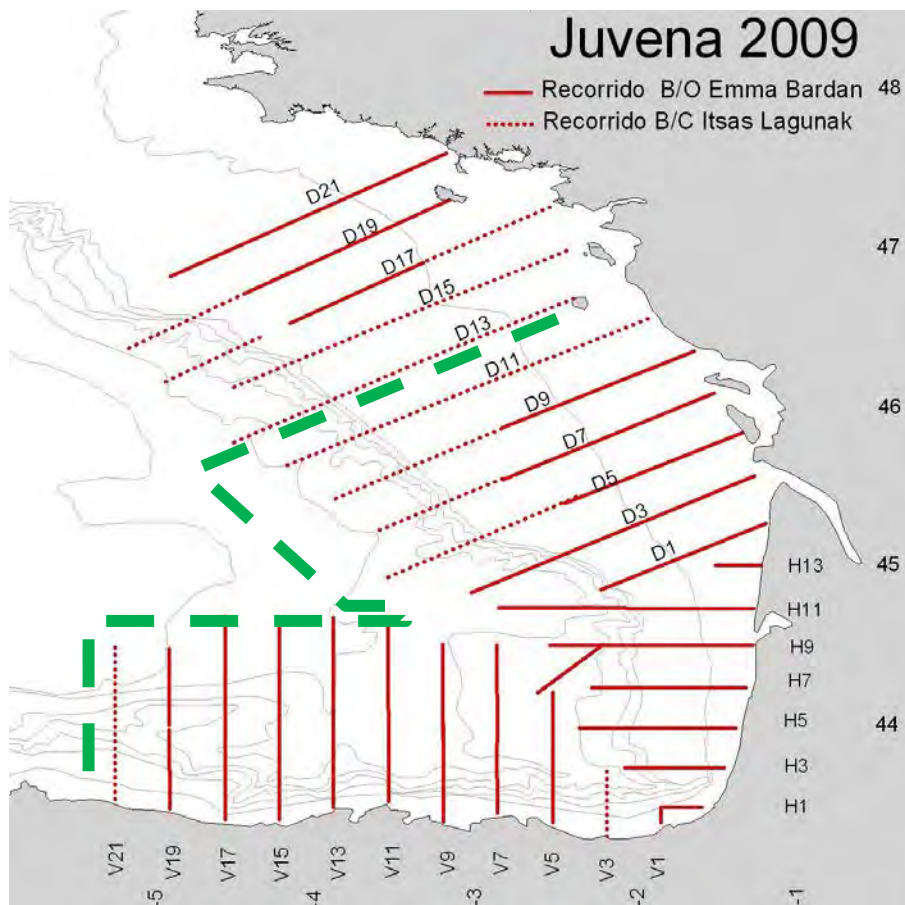 Juvena 2009
Recorrido B/O Emma Bardan
Recorrido B/C Itsas Lagunak
48
D21
D19
47
D17
D15
D13
D11
D9
46
D7
D5
D3
D1
H13
45
H11
H9
H7
H5
44
H3
H1
V21
V19
V17
V15
V13
V11
V9
V7
V5
V3
V1
-5
-4
-3
-2
-1